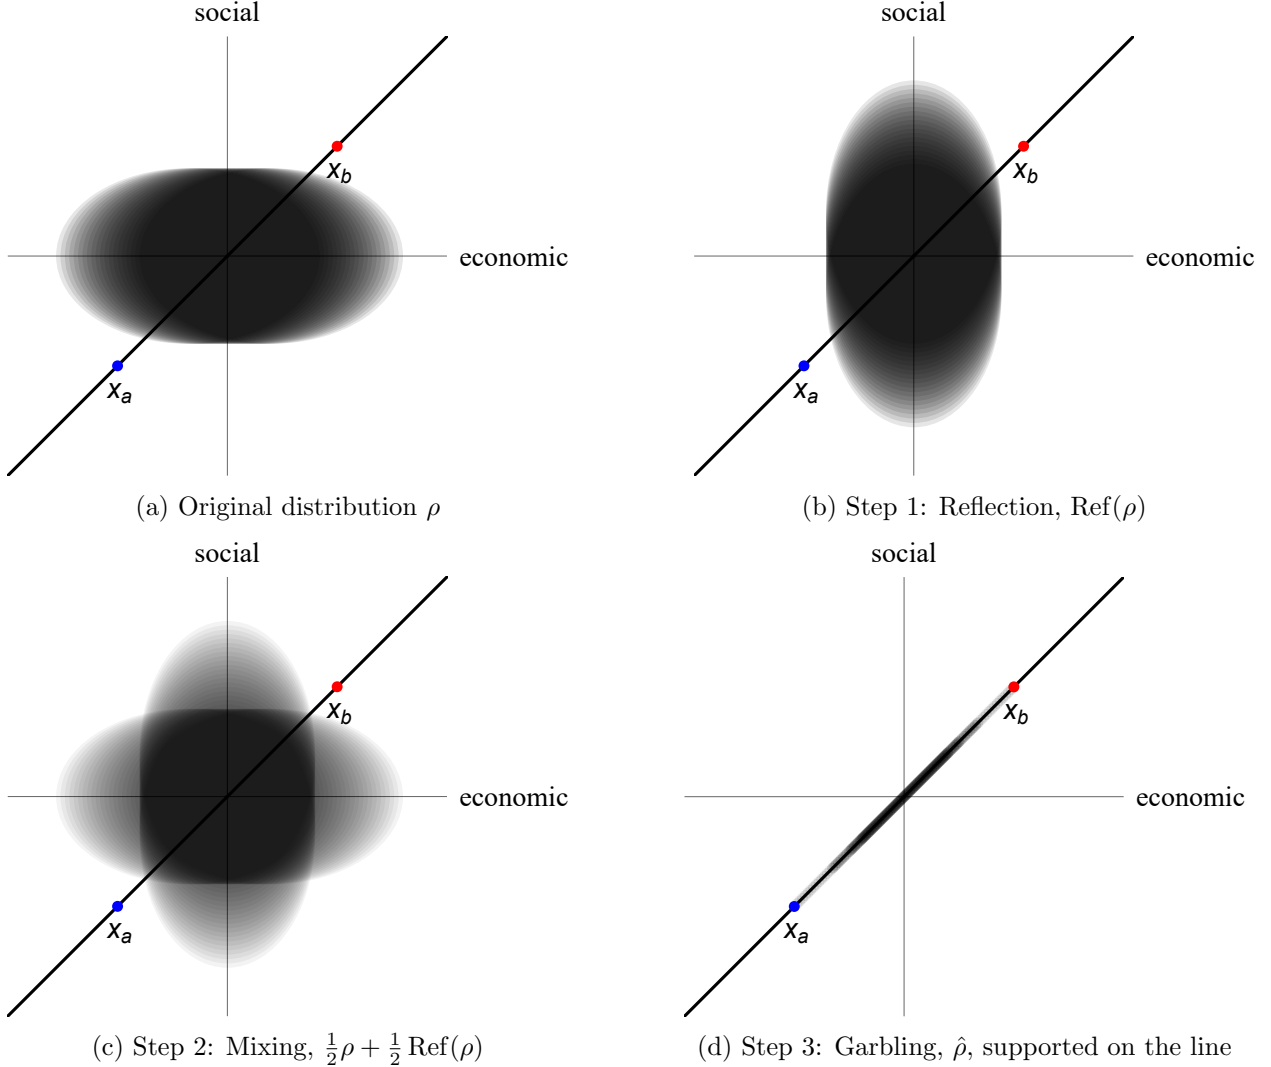 social
economic
x_b
x_a
(a) Original distribution ρ
social
economic
x_b
x_a
(b) Step 1: Reflection, Ref(ρ)
social
economic
x_b
x_a
(c) Step 2: Mixing, ½ρ + ½ Ref(ρ)
social
economic
x_b
x_a
(d) Step 3: Garbling, ρ̂, supported on the line